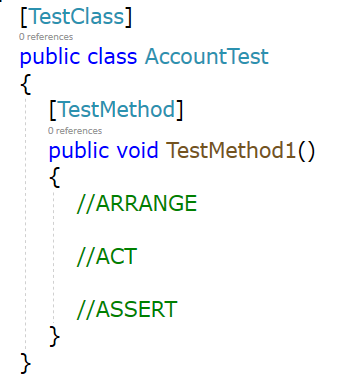 [TestClass]
0 references
public class AccountTest
{
[TestMethod]
0 references
public void TestMethod1()
{
//ARRANGE
//ACT
//ASSERT
}
}